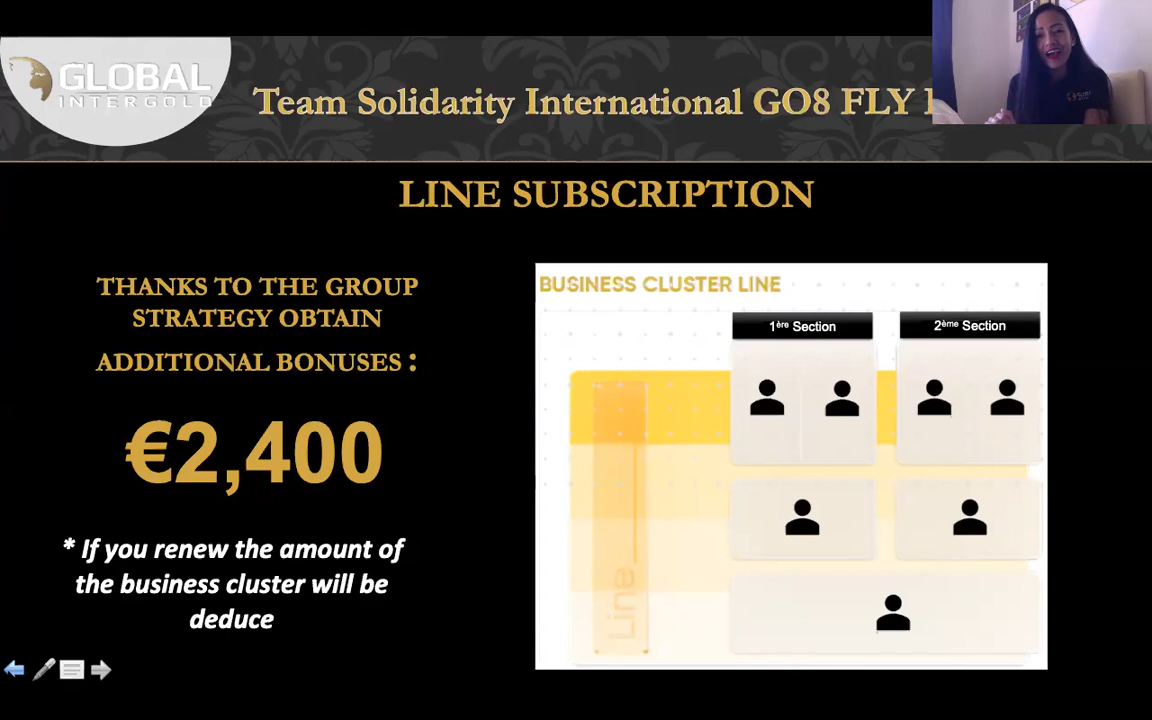 GLOBAL
INTERGOLD
Team Solidarity International GO8 FLY
LINE SUBSCRIPTION
THANKS TO THE GROUP
STRATEGY OBTAIN
ADDITIONAL BONUSES :
€2,400
* If you renew the amount of
the business cluster will be
deduce
BUSINESS CLUSTER LINE
1ère Section
2ème Section
Line